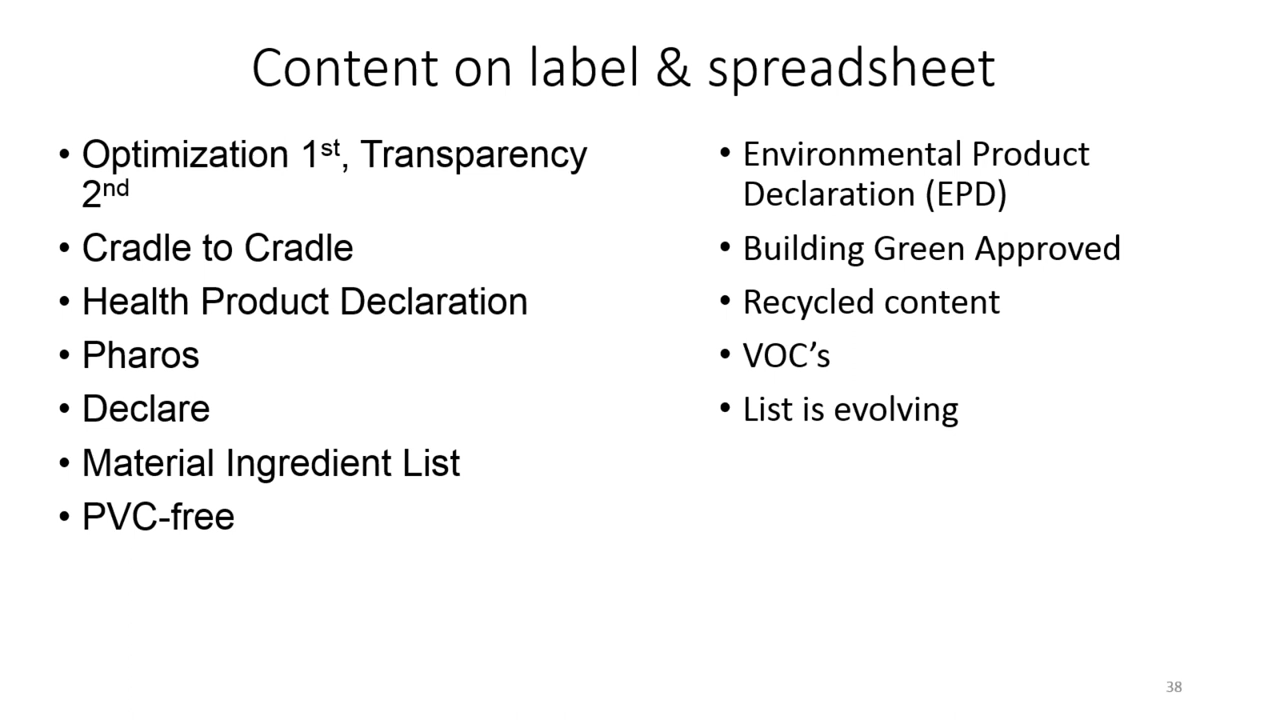 Content on label & spreadsheet
• Optimization 1st, Transparency
2nd
• Cradle to Cradle
• Health Product Declaration
• Pharos
• Declare
• Material Ingredient List
• PVC-free
• Environmental Product
Declaration (EPD)
• Building Green Approved
• Recycled content
• VOC’s
• List is evolving
38